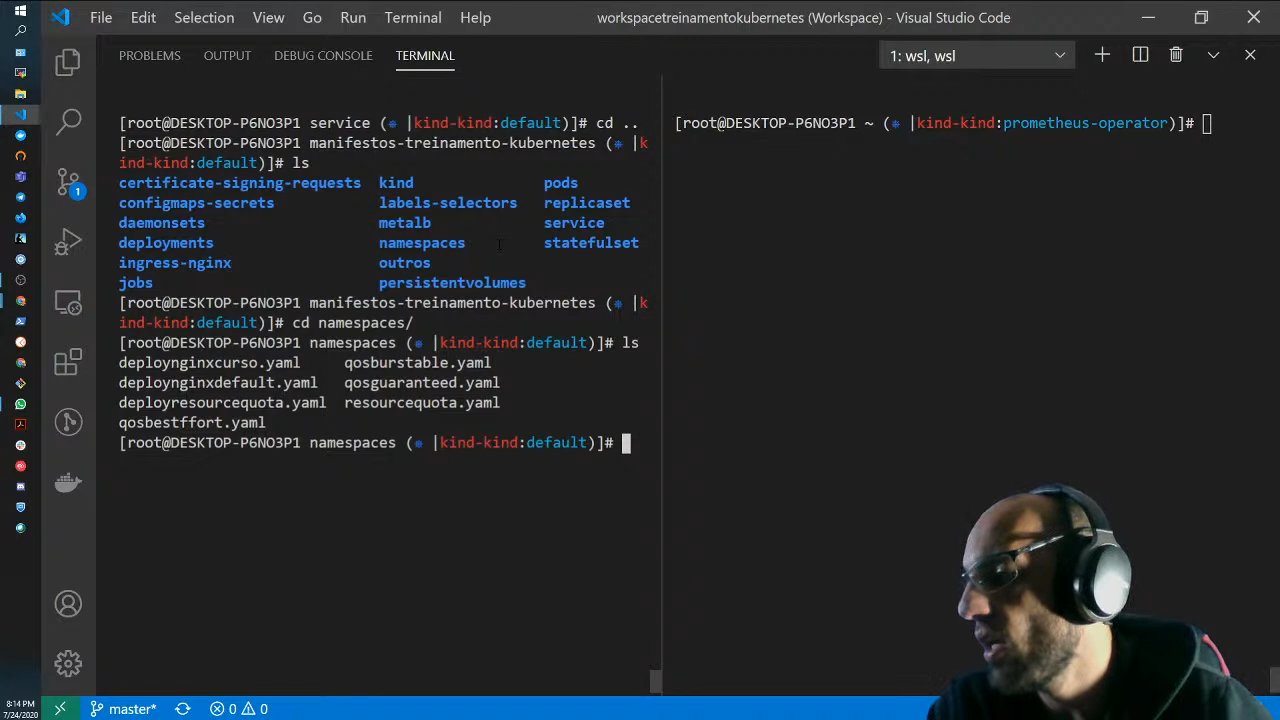 File Edit Selection View Go Run Terminal Help workspacetreinamentokubernetes (Workspace) - Visual Studio Code
PROBLEMS OUTPUT DEBUG CONSOLE TERMINAL 1: wsl, wsl
[root@DESKTOP-P6NO3P1 service (⎈ |kind-kind:default)]# cd ..
[root@DESKTOP-P6NO3P1 manifestos-treinamento-kubernetes (⎈ |k
ind-kind:default)]# ls
certificate-signing-requests kind pods
configmaps-secrets labels-selectors replicaset
daemonsets metalb service
deployments namespaces statefulset
ingress-nginx outros
jobs persistentvolumes
[root@DESKTOP-P6NO3P1 manifestos-treinamento-kubernetes (⎈ |k
ind-kind:default)]# cd namespaces/
[root@DESKTOP-P6NO3P1 namespaces (⎈ |kind-kind:default)]# ls
deploynginxcurso.yaml qosburstable.yaml
deploynginxdefault.yaml qosguaranteed.yaml
deployresourcequota.yaml resourcequota.yaml
qosbestffort.yaml
[root@DESKTOP-P6NO3P1 namespaces (⎈ |kind-kind:default)]#
[root@DESKTOP-P6NO3P1 ~ (⎈ |kind-kind:prometheus-operator)]#
1
8:14 PM
7/24/2020
master* 0 0